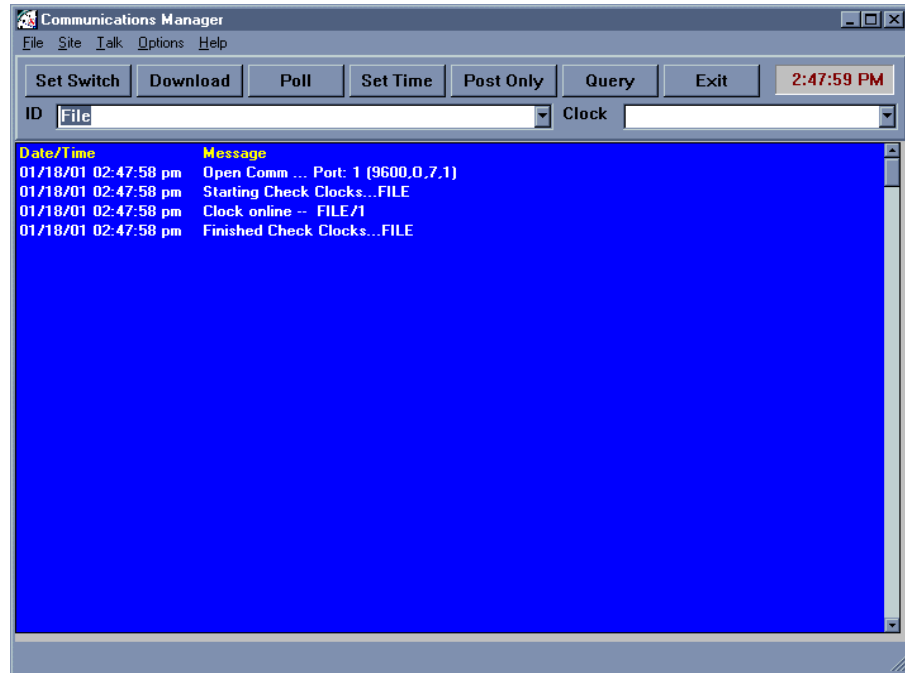 Communications Manager
File Site Talk Options Help
Set Switch Download Poll Set Time Post Only Query Exit 2:47:59 PM
ID File Clock
Date/Time Message
01/18/01 02:47:58 pm Open Comm ... Port: 1 (9600,O,7,1)
01/18/01 02:47:58 pm Starting Check Clocks...FILE
01/18/01 02:47:58 pm Clock online -- FILE/1
01/18/01 02:47:58 pm Finished Check Clocks...FILE